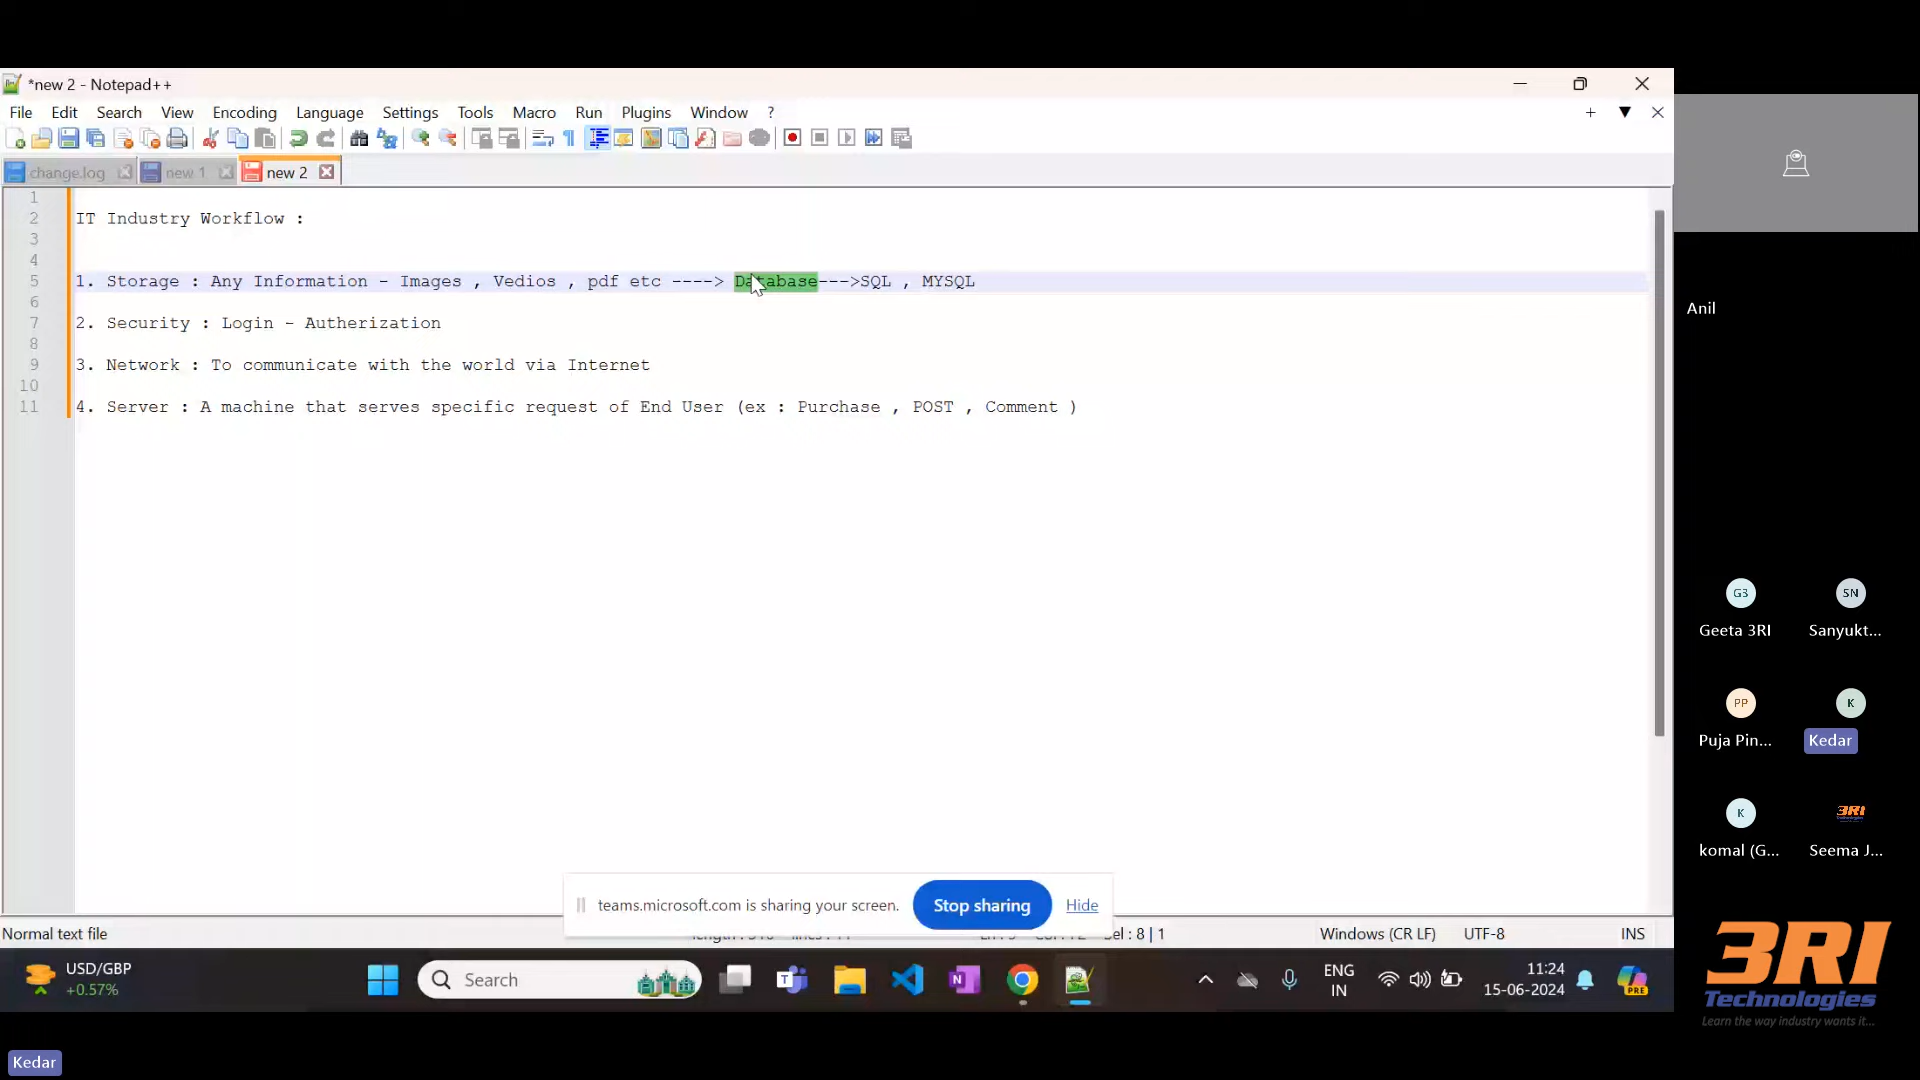 *new 2 - Notepad++
File Edit Search View Encoding Language Settings Tools Macro Run Plugins Window ?
change.log new 1 new 2
1
2 IT Industry Workflow :
3
4
5 1. Storage : Any Information - Images , Vedios , pdf etc ----> Database--->SQL , MYSQL
6
7 2. Security : Login - Autherization
8
9 3. Network : To communicate with the world via Internet
10
11 4. Server : A machine that serves specific request of End User (ex : Purchase , POST , Comment )
teams.microsoft.com is sharing your screen. Stop sharing Hide
Normal text file Windows (CR LF) UTF-8 INS
USD/GBP
+0.57%
Search
ENG
IN
11:24
15-06-2024
PRE
Anil
G3 SN
Geeta 3RI Sanyukt...
PP K
Puja Pin... Kedar
K 3RI
komal (G... Seema J...
3RI
Technologies
Learn the way industry wants it...
Kedar